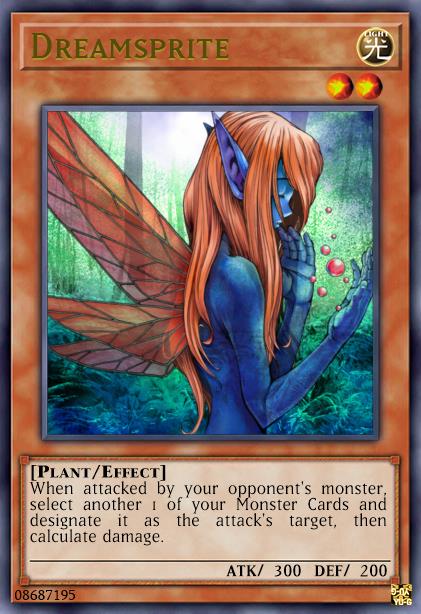 Dreamsprite
LIGHT
光
[Plant/Effect]
When attacked by your opponent's monster,
select another 1 of your Monster Cards and
designate it as the attack's target, then
calculate damage.
ATK/ 300 DEF/ 200
08687195